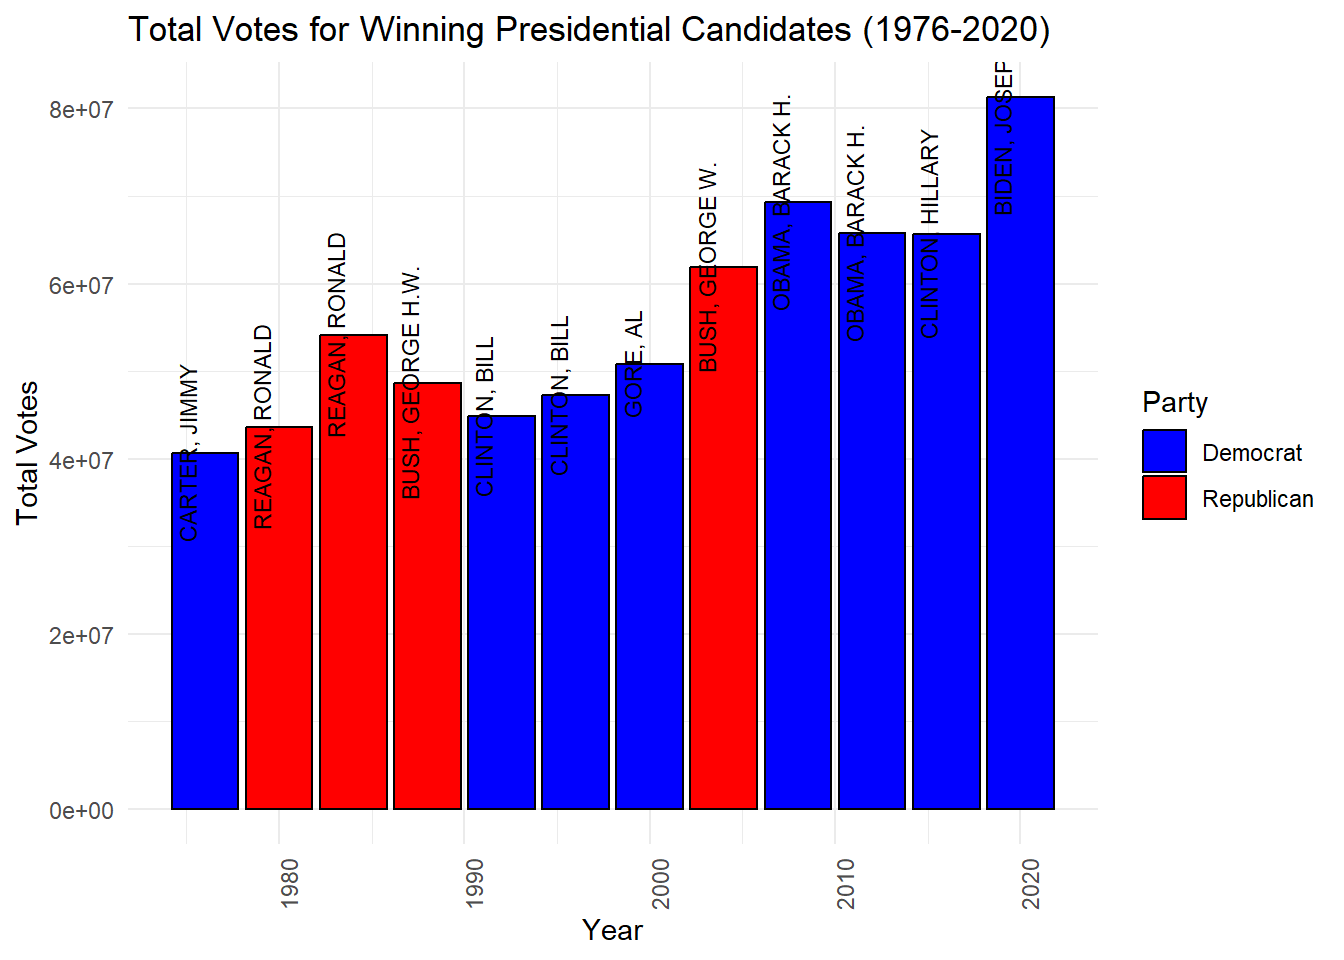 Total Votes for Winning Presidential Candidates (1976-2020)
Total Votes
8e+07
6e+07
4e+07
2e+07
0e+00
CARTER, JIMMY
REAGAN, RONALD
REAGAN, RONALD
BUSH, GEORGE H.W.
CLINTON, BILL
CLINTON, BILL
GORE, AL
BUSH, GEORGE W.
OBAMA, BARACK H.
OBAMA, BARACK H.
CLINTON, HILLARY
BIDEN, JOSEP
1980
1990
2000
2010
2020
Year
Party
Democrat
Republican